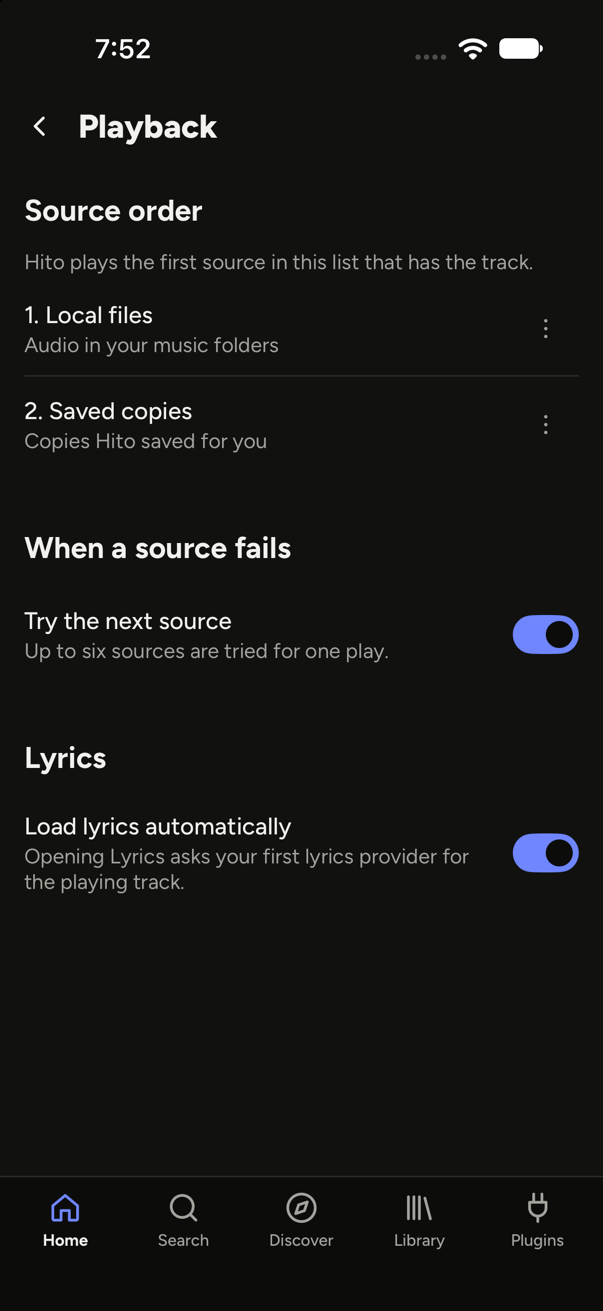 7:52
Playback
Source order
Hito plays the first source in this list that has the track.
1. Local files
Audio in your music folders
2. Saved copies
Copies Hito saved for you
When a source fails
Try the next source
Up to six sources are tried for one play.
Lyrics
Load lyrics automatically
Opening Lyrics asks your first lyrics provider for
the playing track.
Home
Search
Discover
Library
Plugins